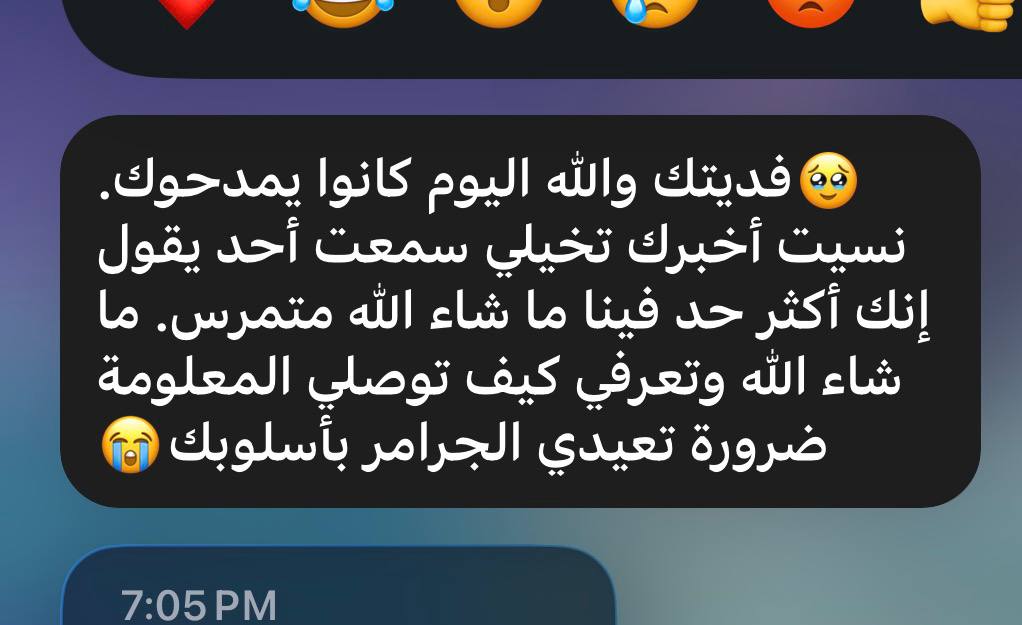 🥹فديتك والله اليوم كانوا يمدحوك.
نسيت أخبرك تخيلي سمعت أحد يقول
إنك أكثر حد فينا ما شاء الله متمرس. ما
شاء الله وتعرفي كيف توصلي المعلومة
ضرورة تعيدي الجرامر بأسلوبك😭
7:05 PM